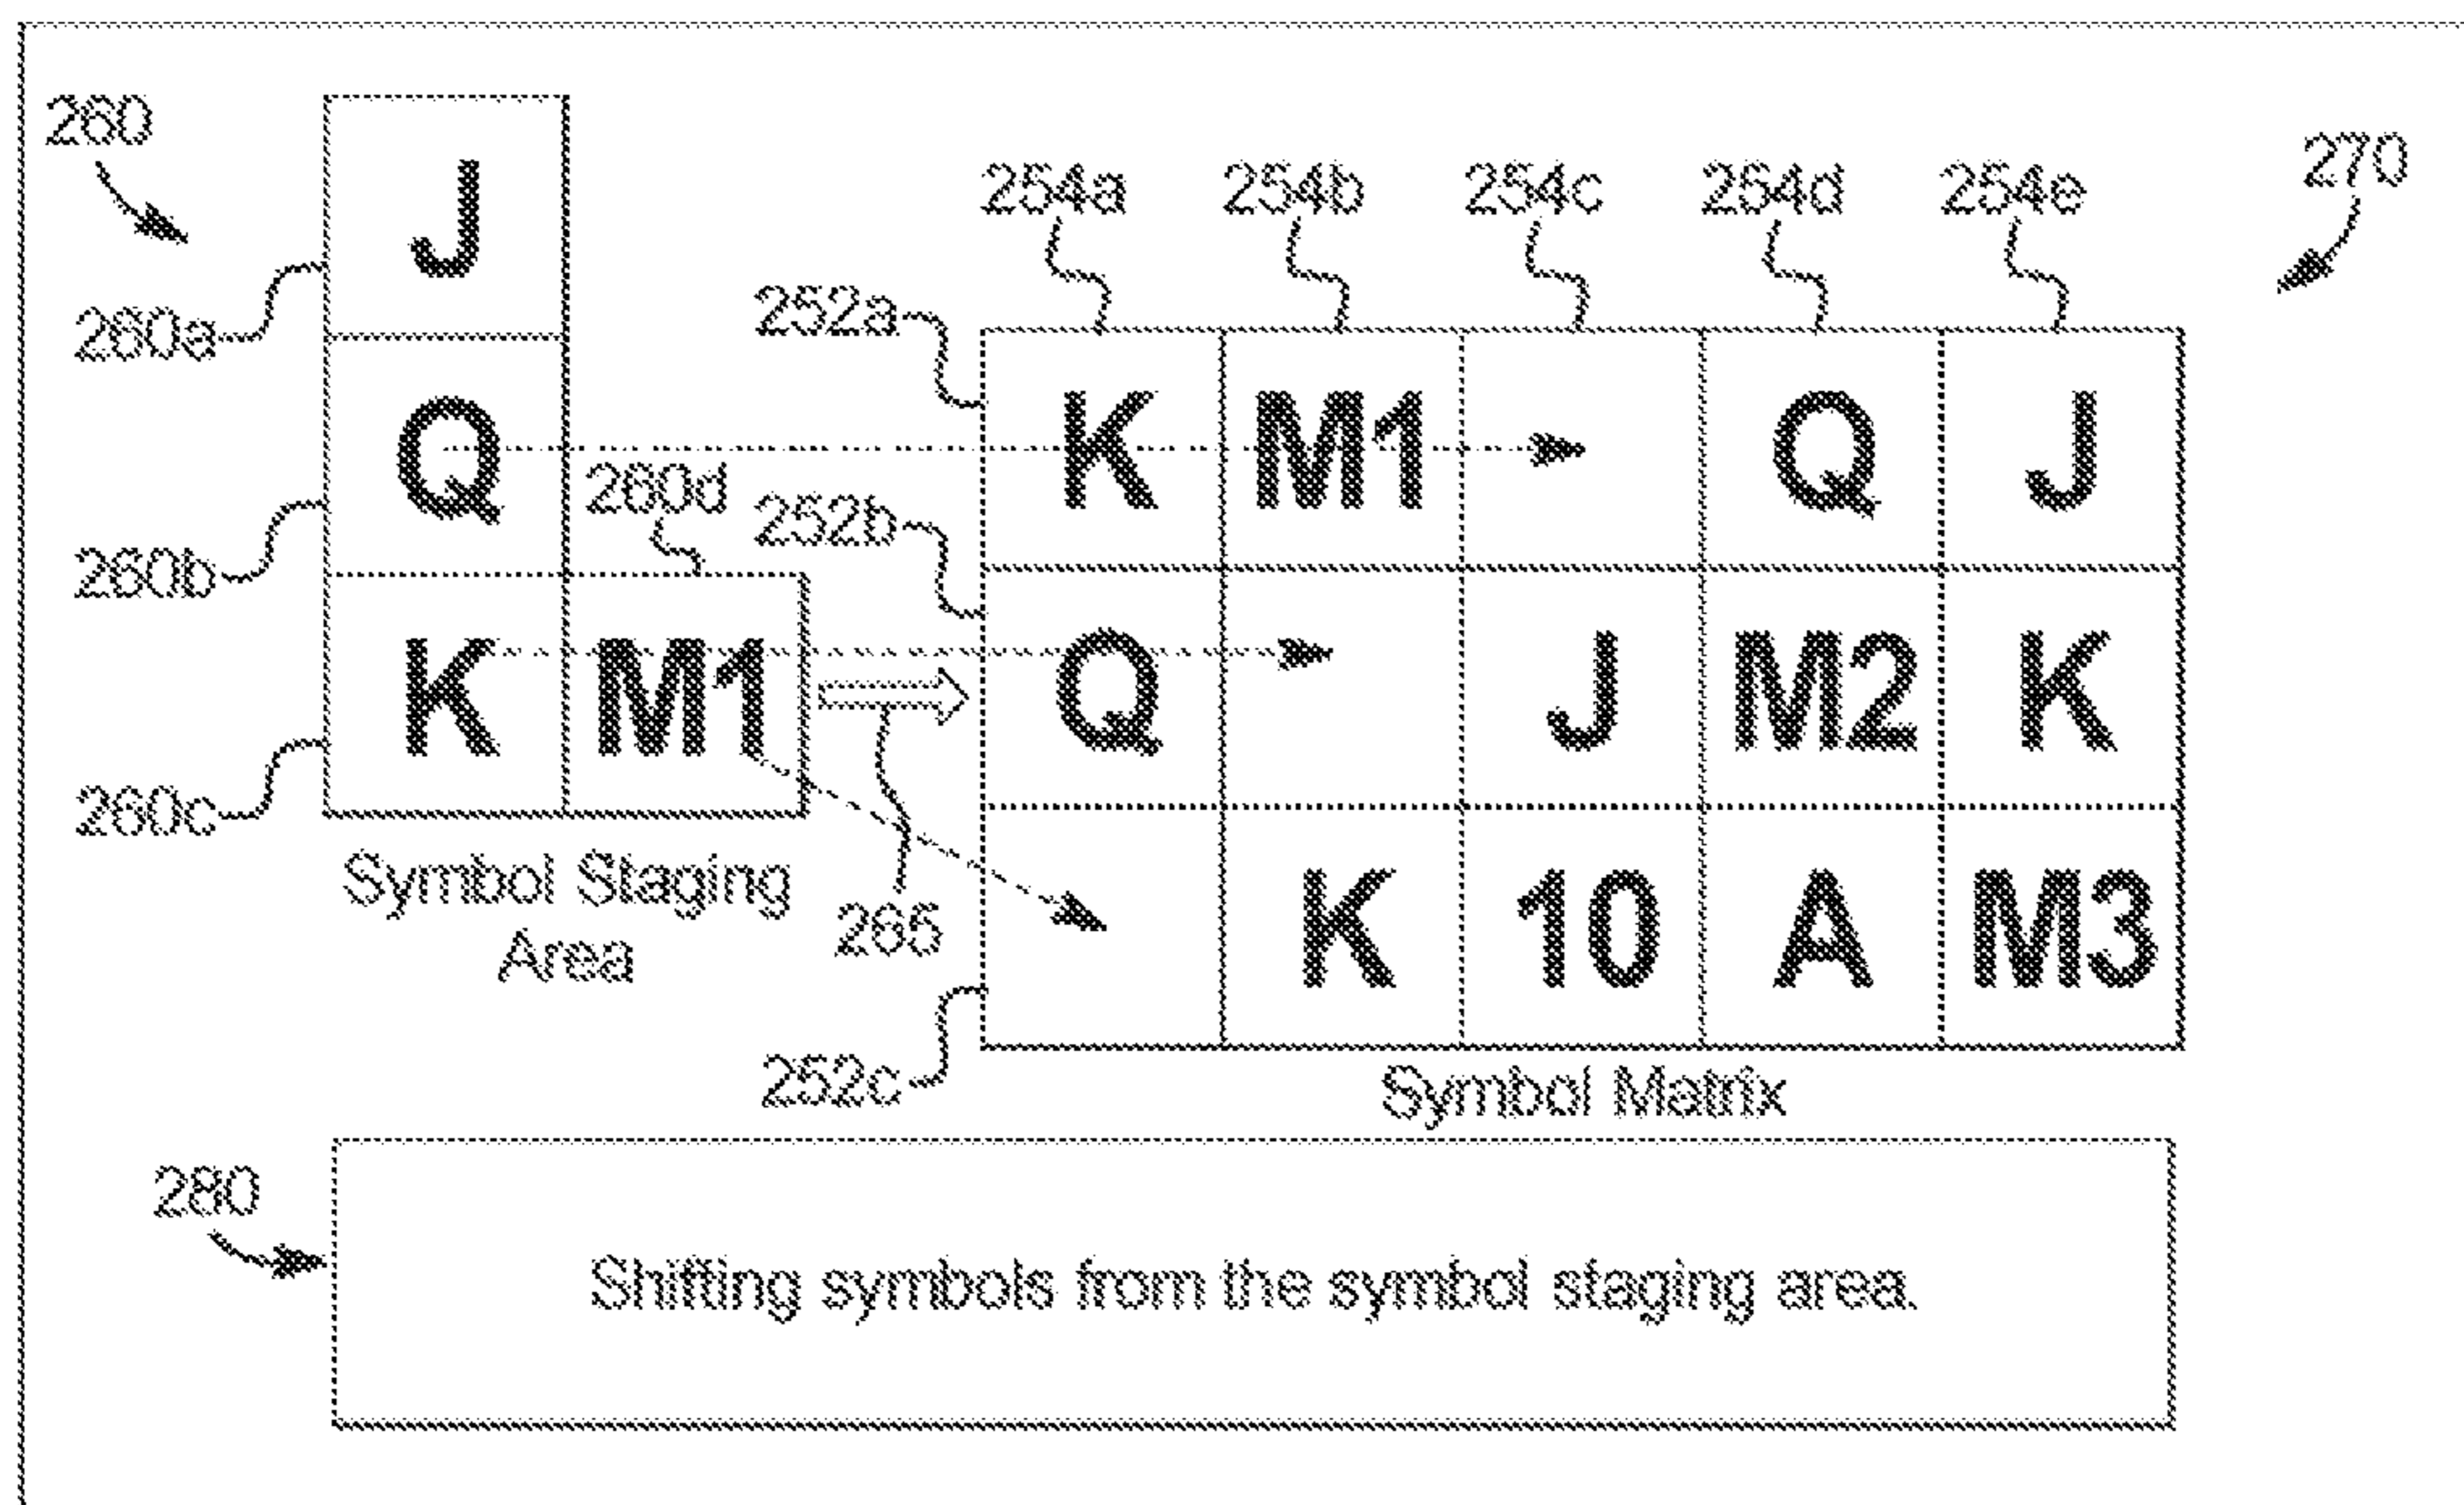 260
J
254a 254b 254c 254d 254e
270
260a
252a
Q
K M1 Q J
260d
252b
260b
K M1
Q J M2 K
260c
Symbol Staging
Area
265
K 10 A M3
252c
Symbol Matrix
280
Shifting symbols from the symbol staging area.